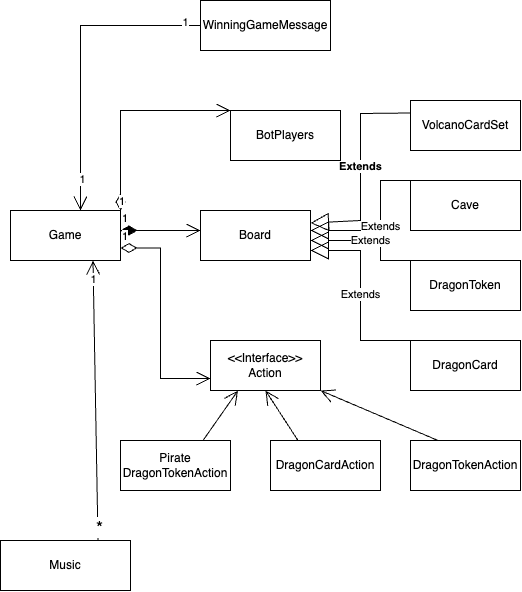 WinningGameMessage
1
BotPlayers
VolcanoCardSet
Extends
1
1
Cave
1
Game
1
Board
Extends
Extends
1
DragonToken
Extends
<<Interface>>
Action
DragonCard
Pirate
DragonTokenAction
DragonCardAction
DragonTokenAction
*
Music